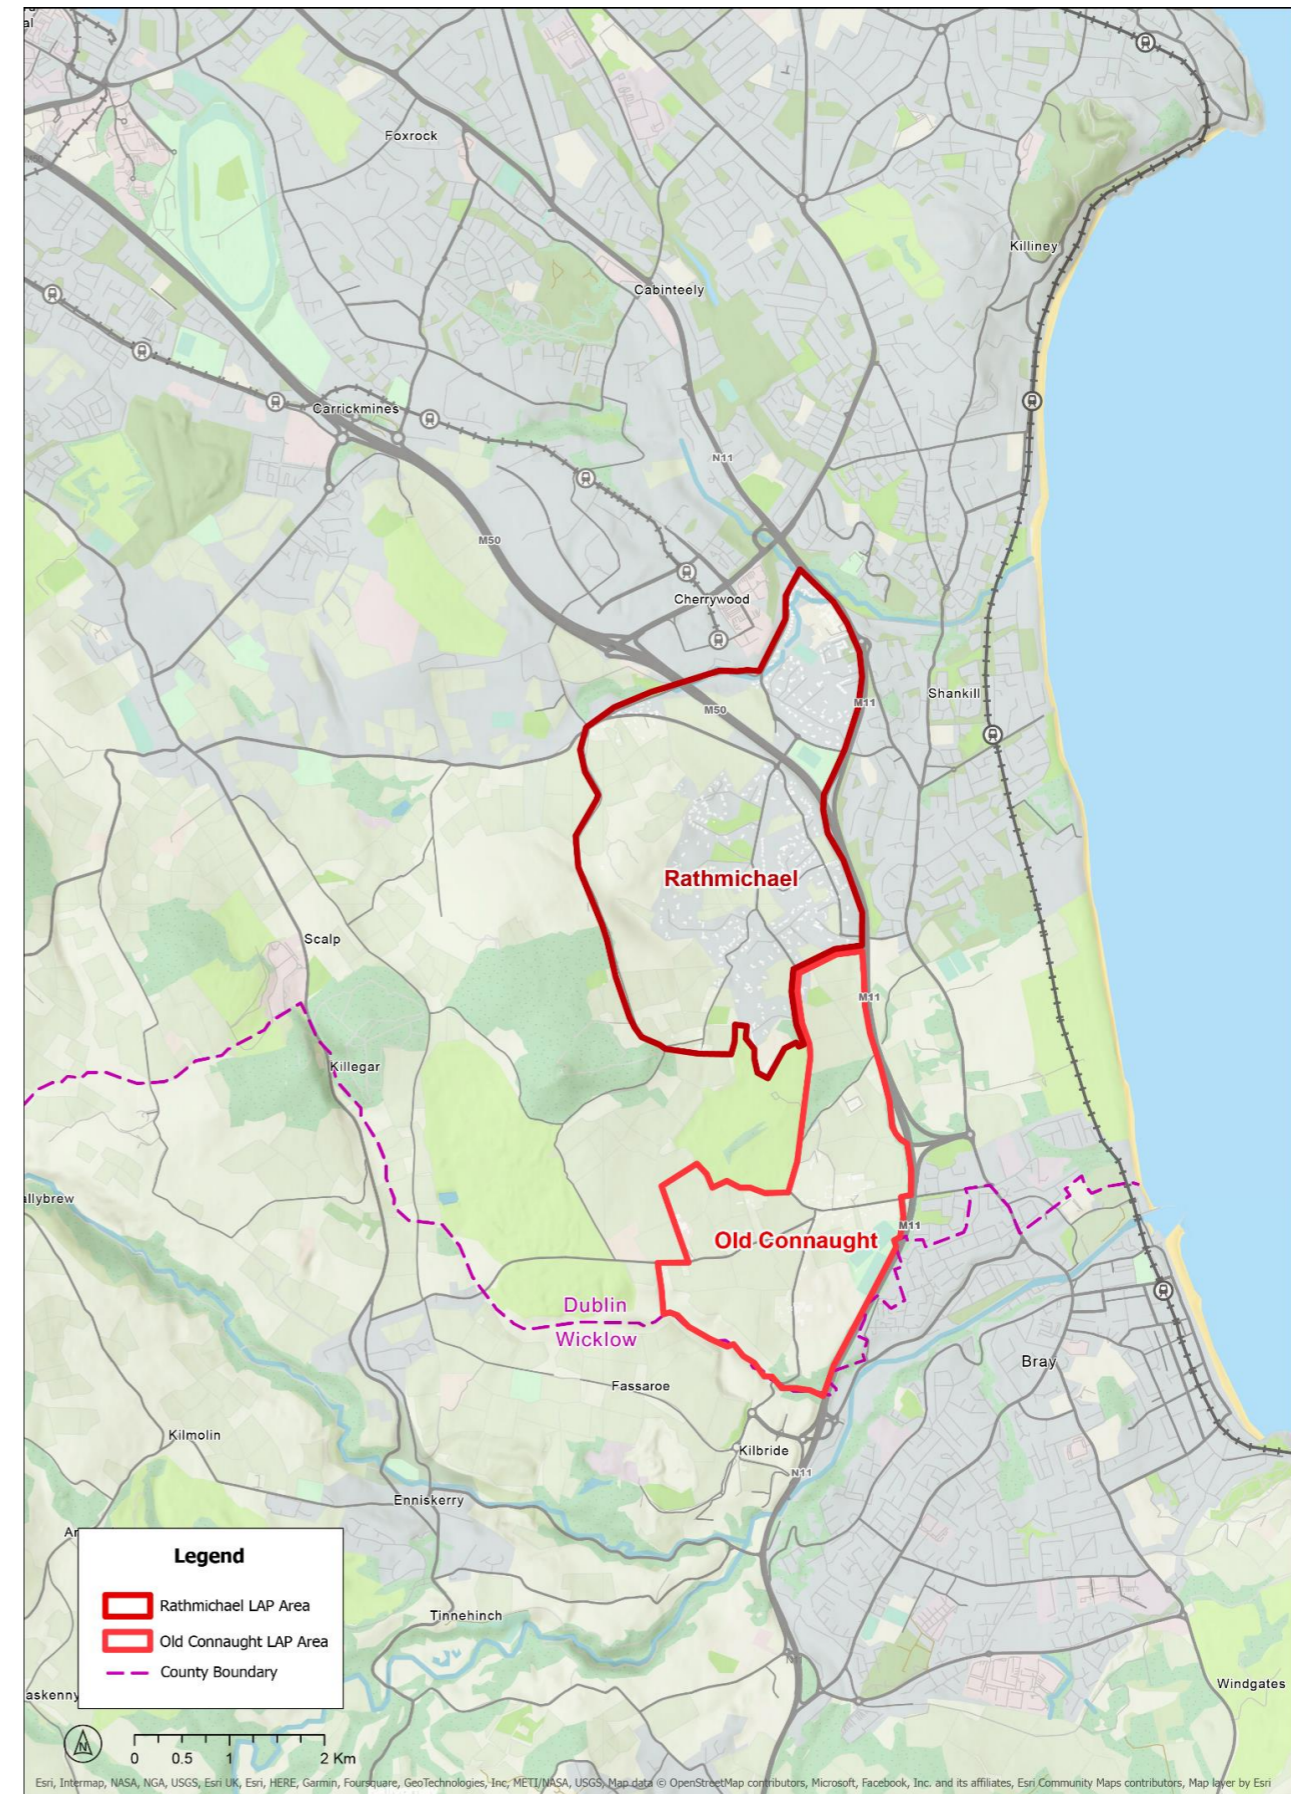 Foxrock
Killiney
Cabinteely
Carrickmines
N11
M50
Cherrywood
Shankill
M11
M50
Rathmichael
Scalp
M11
Killegar
allybrew
M11
Old Connaught
Dublin
Wicklow
Bray
Fassaroe
Kilmolin
Kilbride
N11
Enniskerry
Legend
Rathmichael LAP Area
Old Connaught LAP Area
County Boundary
Tinnehinch
Windgates
askenny
N
0 0.5 1 2 Km
Esri, Intermap, NASA, NGA, USGS, Esri UK, Esri, HERE, Garmin, Foursquare, GeoTechnologies, Inc, METI/NASA, USGS, Map data © OpenStreetMap contributors, Microsoft, Facebook, Inc. and its affiliates, Esri Community Maps contributors, Map layer by Esri